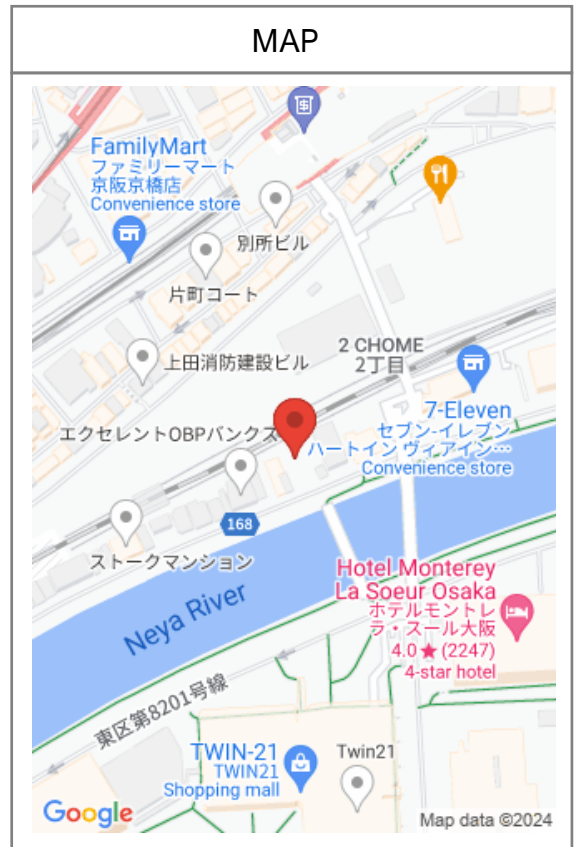 MAP
FamilyMart
ファミリーマート
京阪京橋店
Convenience store
別所ビル
片町コート
2 CHOME
2丁目
上田消防建設ビル
7-Eleven
セブン-イレブン
ハートイン ヴィアイン…
Convenience store
エクセレントOBPバンクス
168
ストークマンション
Neya River
Hotel Monterey
La Soeur Osaka
ホテルモントレ
ラ・スール大阪
4.0★(2247)
4-star hotel
東区第8201号線
TWIN-21
TWIN21
Shopping mall
Twin21
Google
Map data ©2024